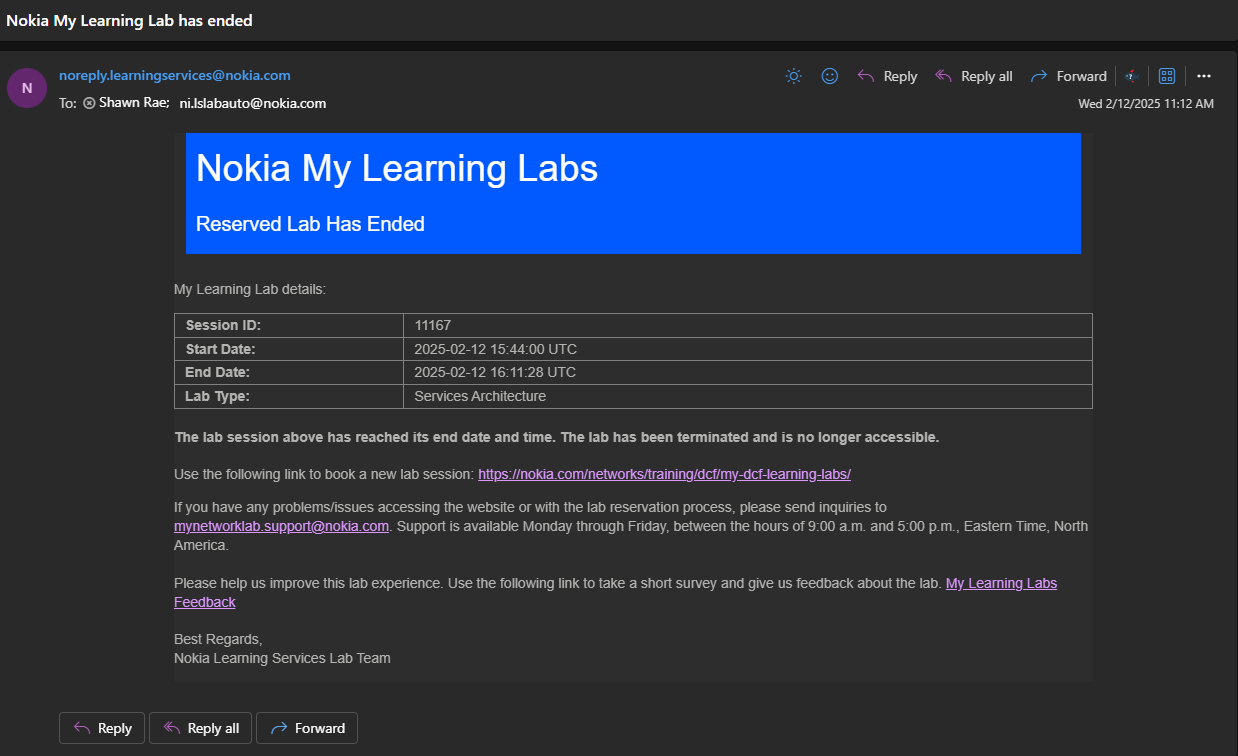 Nokia My Learning Lab has ended
noreply.learningservices@nokia.com
Reply
Reply all
Forward
N
To: Shawn Rae; ni.lslabauto@nokia.com
Wed 2/12/2025 11:12 AM
Nokia My Learning Labs
Reserved Lab Has Ended
My Learning Lab details:
Session ID: 11167
Start Date: 2025-02-12 15:44:00 UTC
End Date: 2025-02-12 16:11:28 UTC
Lab Type: Services Architecture
The lab session above has reached its end date and time. The lab has been terminated and is no longer accessible.
Use the following link to book a new lab session: https://nokia.com/networks/training/dcf/my-dcf-learning-labs/
If you have any problems/issues accessing the website or with the lab reservation process, please send inquiries to
mynetworklab.support@nokia.com. Support is available Monday through Friday, between the hours of 9:00 a.m. and 5:00 p.m., Eastern Time, North
America.
Please help us improve this lab experience. Use the following link to take a short survey and give us feedback about the lab. My Learning Labs
Feedback
Best Regards,
Nokia Learning Services Lab Team
Reply
Reply all
Forward